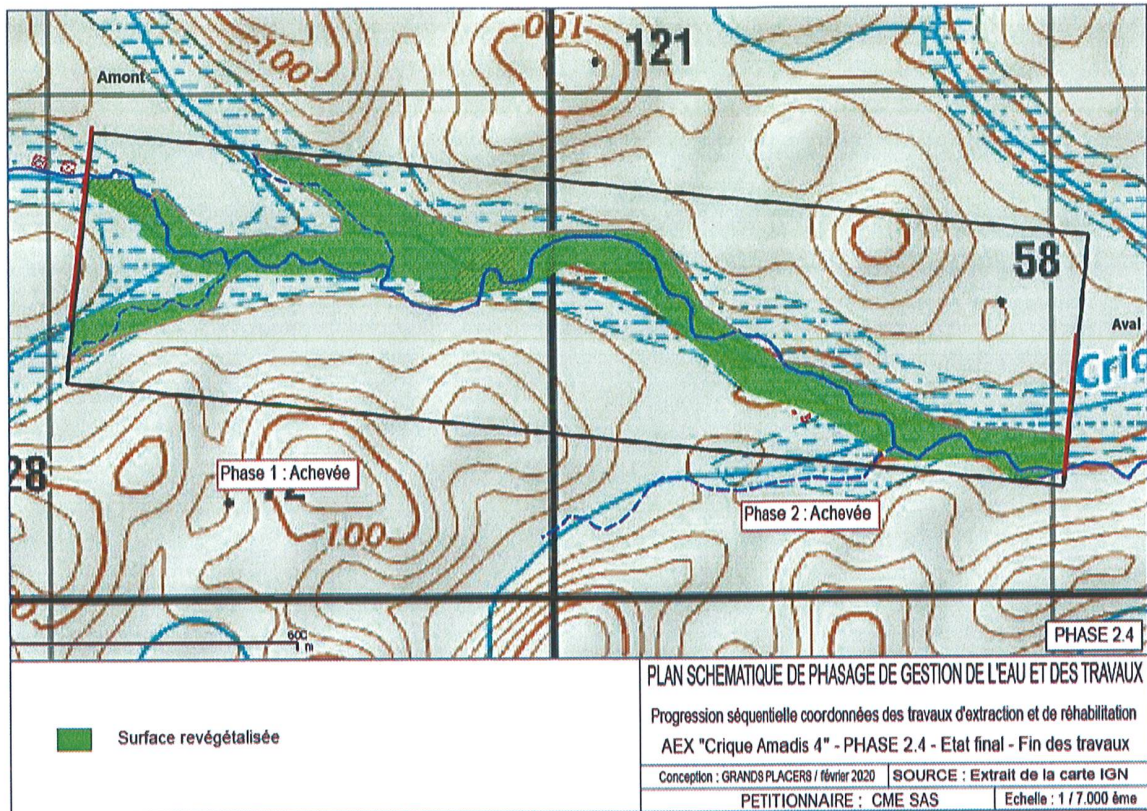 100
100
121
Amont
58
Aval
Cric
Phase 1 : Achevée
28
100
Phase 2 : Achevée
600
m
PHASE 2.4
Surface revégétalisée
PLAN SCHEMATIQUE DE PHASAGE DE GESTION DE L'EAU ET DES TRAVAUX
Progression séquentielle coordonnées des travaux d'extraction et de réhabilitation
AEX "Crique Amadis 4" - PHASE 2.4 - Etat final - Fin des travaux
Conception : GRANDS PLACERS / février 2020
SOURCE : Extrait de la carte IGN
PETITIONNAIRE : CME SAS
Echelle : 1 / 7.000 ème